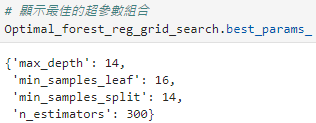 # 顯示最佳的超參數組合
Optimal_forest_reg_grid_search.best_params_
{'max_depth': 14,
'min_samples_leaf': 16,
'min_samples_split': 14,
'n_estimators': 300}